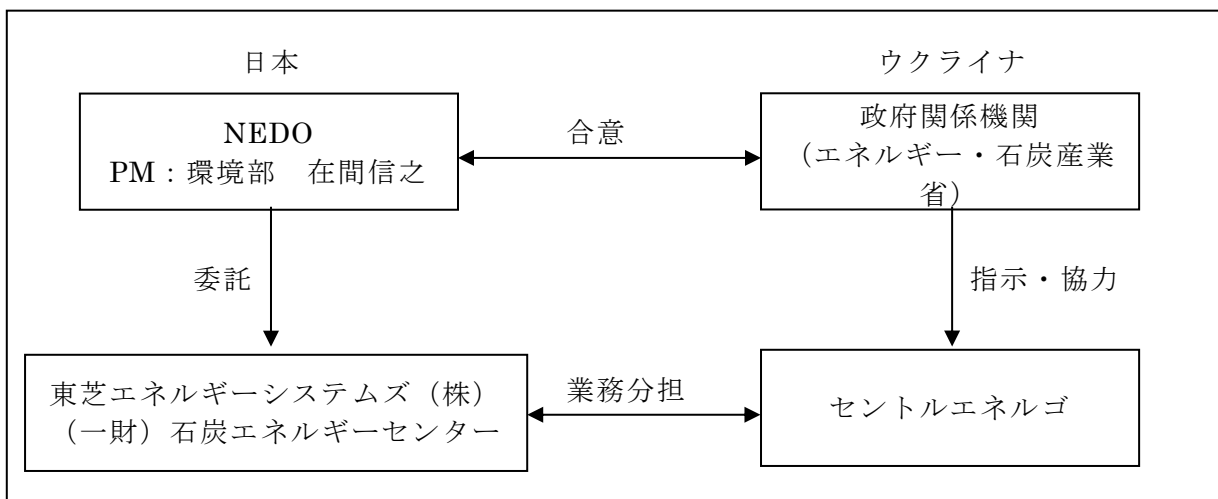 日本
ウクライナ
NEDO
PM：環境部　在間信之
合意
政府関係機関
（エネルギー・石炭産業
省）
委託
指示・協力
東芝エネルギーシステムズ（株）
（一財）石炭エネルギーセンター
業務分担
セントルエネルゴ